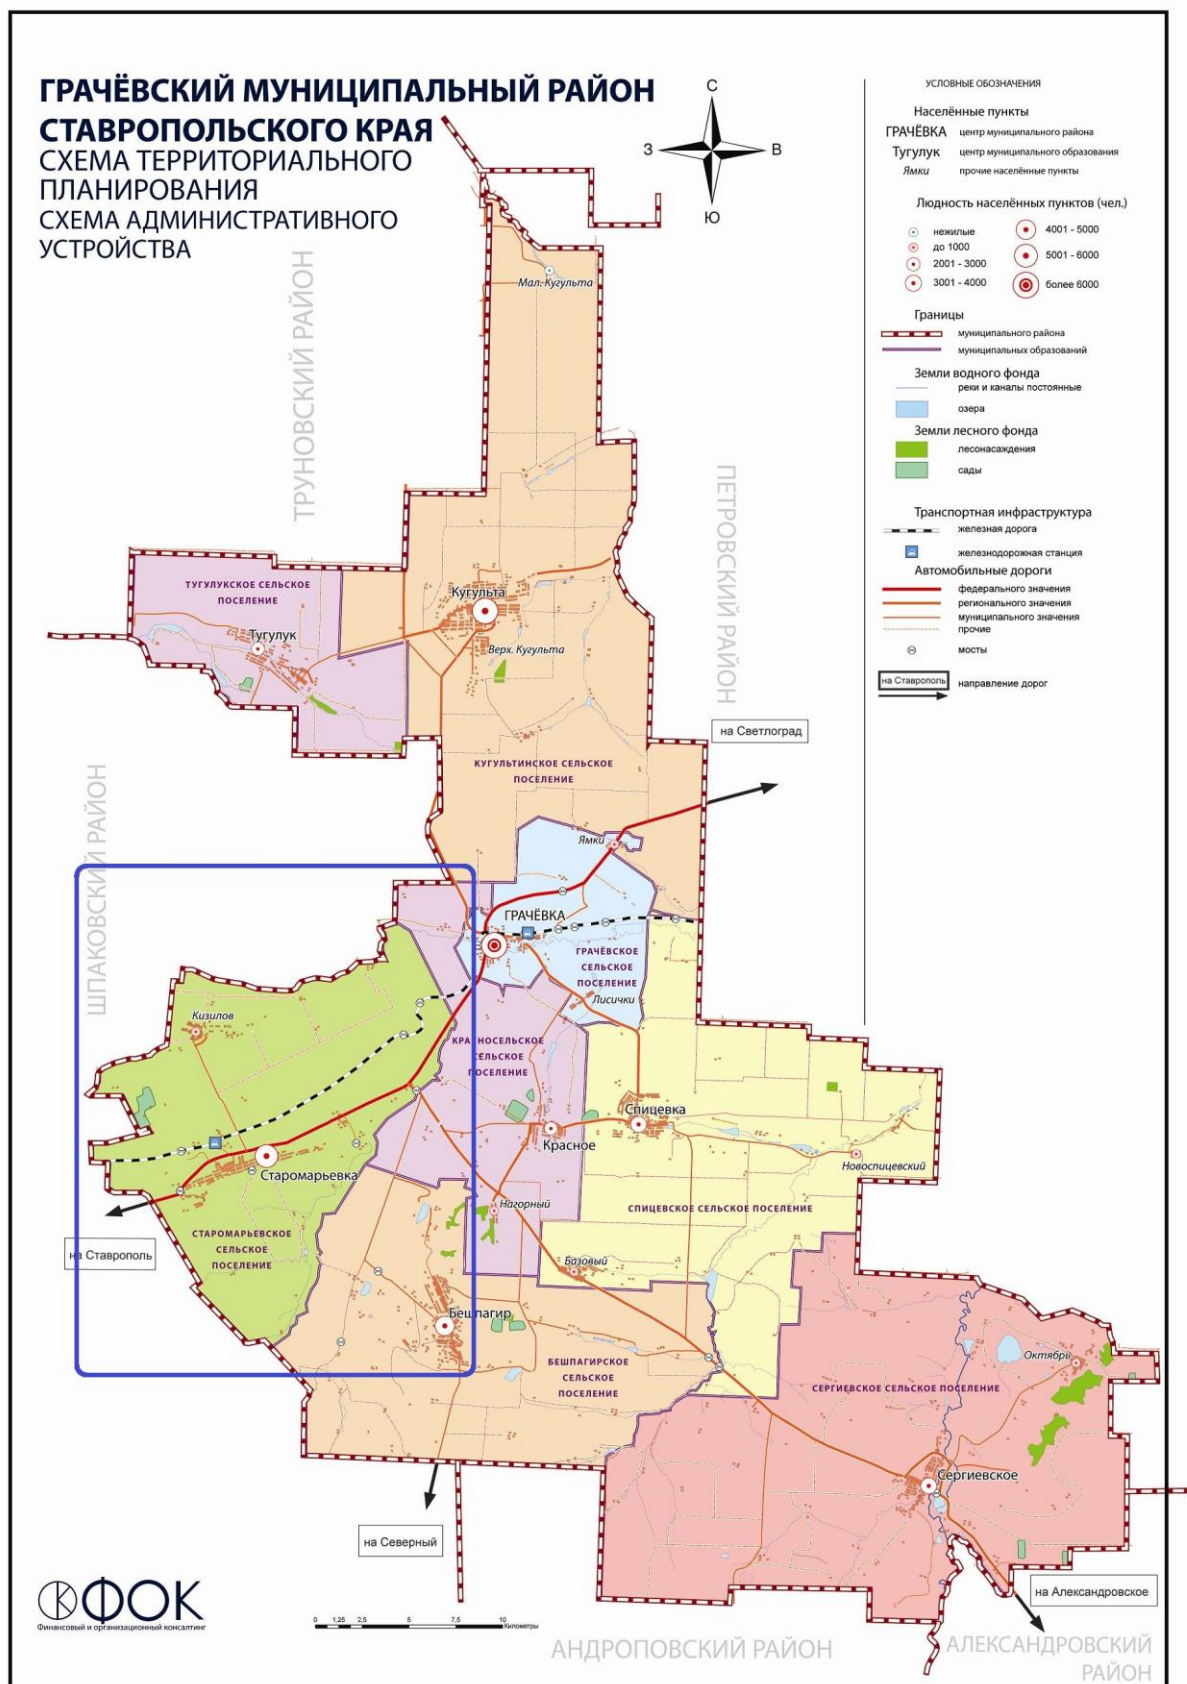 ГРАЧЁВСКИЙ МУНИЦИПАЛЬНЫЙ РАЙОН
СТАВРОПОЛЬСКОГО КРАЯ
СХЕМА ТЕРРИТОРИАЛЬНОГО
ПЛАНИРОВАНИЯ
СХЕМА АДМИНИСТРАТИВНОГО
УСТРОЙСТВА
С
З
В
Ю
УСЛОВНЫЕ ОБОЗНАЧЕНИЯ
Населённые пункты
ГРАЧЁВКА центр муниципального района
Тугулук центр муниципального образования
Ямки прочие населённые пункты
Людность населённых пунктов (чел.)
нежилые
до 1000
2001 - 3000
3001 - 4000
4001 - 5000
5001 - 6000
более 6000
Границы
муниципального района
муниципальных образований
Земли водного фонда
реки и каналы постоянные
озера
Земли лесного фонда
лесонасаждения
сады
Транспортная инфраструктура
железная дорога
железнодорожная станция
Автомобильные дороги
федерального значения
регионального значения
муниципального значения
прочие
мосты
на Ставрополь направление дорог
ТРУНОВСКИЙ РАЙОН
ПЕТРОВСКИЙ РАЙОН
ШПАКОВСКИЙ РАЙОН
Мал. Кугульта
ТУГУЛУКСКОЕ СЕЛЬСКОЕ
ПОСЕЛЕНИЕ
Тугулук
Кугульта
Верх. Кугульта
на Светлоград
КУГУЛЬТИНСКОЕ СЕЛЬСКОЕ
ПОСЕЛЕНИЕ
Ямки
ГРАЧЁВКА
ГРАЧЁВСКОЕ
СЕЛЬСКОЕ
ПОСЕЛЕНИЕ
Лисички
Кизилов
КРАСНОСЕЛЬСКОЕ
СЕЛЬСКОЕ
ПОСЕЛЕНИЕ
Спицевка
Красное
Новоспицевский
Старомарьевка
Нагорный
СПИЦЕВСКОЕ СЕЛЬСКОЕ ПОСЕЛЕНИЕ
СТАРОМАРЬЕВСКОЕ
СЕЛЬСКОЕ
ПОСЕЛЕНИЕ
на Ставрополь
Базовый
Бешпагир
БЕШПАГИРСКОЕ
СЕЛЬСКОЕ
ПОСЕЛЕНИЕ
Октябрь
СЕРГИЕВСКОЕ СЕЛЬСКОЕ ПОСЕЛЕНИЕ
Сергиевское
на Северный
на Александровское
ФОК
Финансовый и организационный консалтинг
0 1,25 2,5 5 7,5 10
Километры
АНДРОПОВСКИЙ РАЙОН
АЛЕКСАНДРОВСКИЙ
РАЙОН